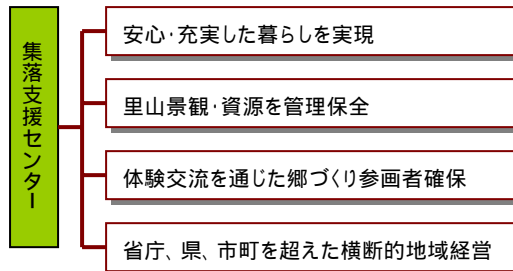 集落支援センター
安心・充実した暮らしを実現
里山景観・資源を管理保全
体験交流を通じた郷づくり参画者確保
省庁、県、市町を超えた横断的地域経営